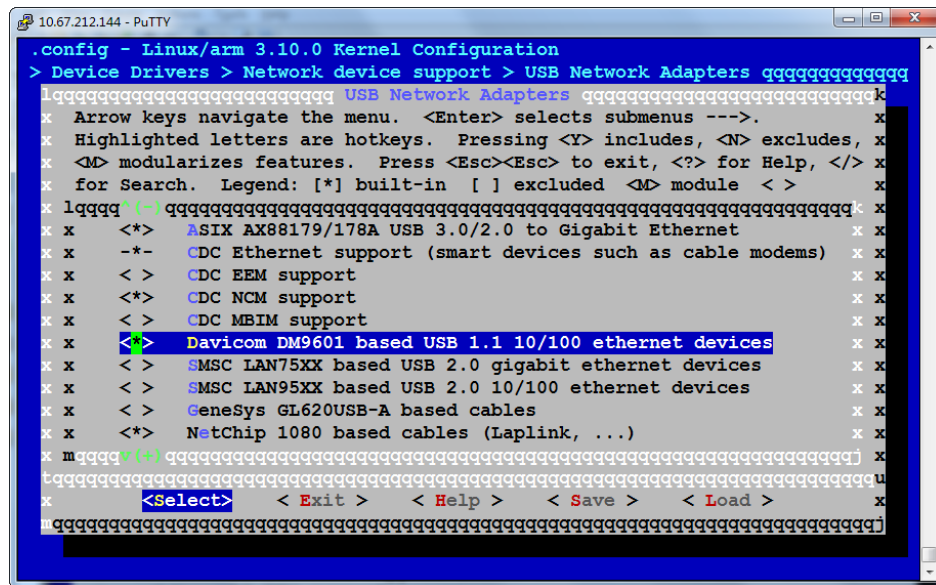 10.67.212.144 - PuTTY
.config - Linux/arm 3.10.0 Kernel Configuration
> Device Drivers > Network device support > USB Network Adapters qqqqqqqqqqqqq
lqqqqqqqqqqqqqqqqqqqqqqqqq USB Network Adapters qqqqqqqqqqqqqqqqqqqqqqqqqqk
x Arrow keys navigate the menu. <Enter> selects submenus --->. x
x Highlighted letters are hotkeys. Pressing <Y> includes, <N> excludes, x
x <M> modularizes features. Press <Esc><Esc> to exit, <?> for Help, </> x
x for Search. Legend: [*] built-in [ ] excluded <M> module < > x
x lqqqq^(-)qqqqqqqqqqqqqqqqqqqqqqqqqqqqqqqqqqqqqqqqqqqqqqqqqqqqqqqqqqqqqk x
x x <*> ASIX AX88179/178A USB 3.0/2.0 to Gigabit Ethernet x x
x x -*- CDC Ethernet support (smart devices such as cable modems) x x
x x < > CDC EEM support x x
x x <*> CDC NCM support x x
x x < > CDC MBIM support x x
x x <*> Davicom DM9601 based USB 1.1 10/100 ethernet devices x x
x x < > SMSC LAN75XX based USB 2.0 gigabit ethernet devices x x
x x < > SMSC LAN95XX based USB 2.0 10/100 ethernet devices x x
x x < > GeneSys GL620USB-A based cables x x
x x <*> NetChip 1080 based cables (Laplink, ...) x x
x mqqqqv(+)qqqqqqqqqqqqqqqqqqqqqqqqqqqqqqqqqqqqqqqqqqqqqqqqqqqqqqqqqqqqqj x
tqqqqqqqqqqqqqqqqqqqqqqqqqqqqqqqqqqqqqqqqqqqqqqqqqqqqqqqqqqqqqqqqqqqqqqqqqu
x <Select> < Exit > < Help > < Save > < Load > x
mqqqqqqqqqqqqqqqqqqqqqqqqqqqqqqqqqqqqqqqqqqqqqqqqqqqqqqqqqqqqqqqqqqqqqqqqqj